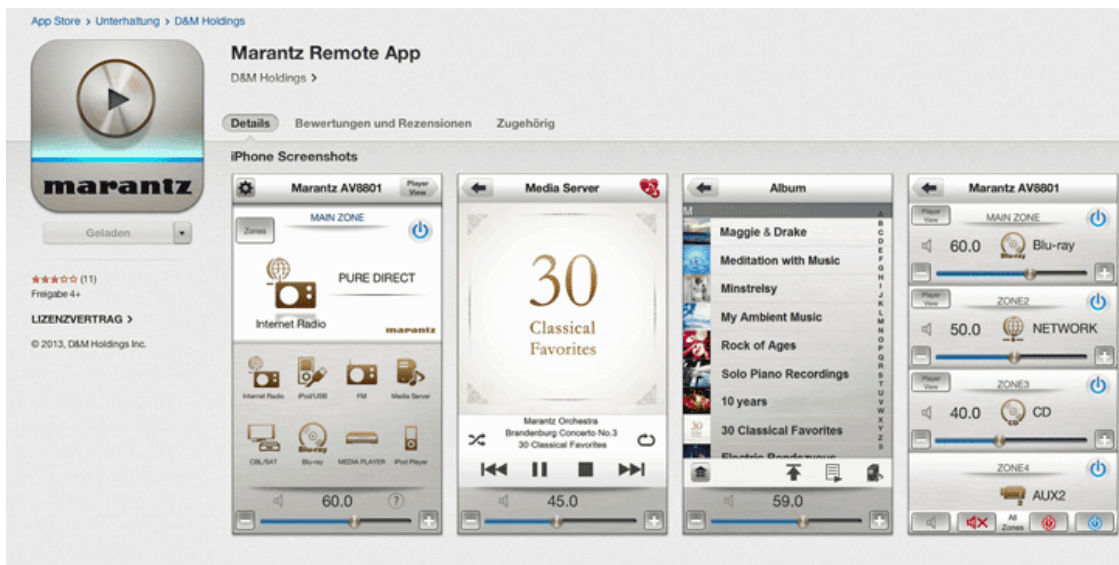 App Store › Unterhaltung › D&M Holdings
Marantz Remote App
D&M Holdings ›
Details Bewertungen und Rezensionen Zugehörig
marantz
Geladen
(11)
Freigabe 4+
LIZENZVERTRAG ›
© 2013, D&M Holdings Inc.
iPhone Screenshots
Marantz AV8801
Player View
MAIN ZONE
Zones
PURE DIRECT
Internet Radio
marantz
Internet Radio iPod/USB FM Media Server
CBL/SAT Blu-ray MEDIA PLAYER iPod Player
60.0 ?
Media Server
30
Classical
Favorites
Marantz Orchestra
Brandenburg Concerto No.3
30 Classical Favorites
45.0
Album
M
Maggie & Drake
Meditation with Music
Minstrelsy
My Ambient Music
Rock of Ages
Solo Piano Recordings
10 years
30 Classical Favorites
Electric Rendezvous
A
B
C
D
E
F
G
H
I
J
K
L
M
N
O
P
Q
R
S
T
U
V
W
X
Y
Z
#
59.0
Marantz AV8801
Player View
MAIN ZONE
60.0 Blu-ray
Player View
ZONE2
50.0 NETWORK
Player View
ZONE3
40.0 CD
ZONE4
AUX2
All
Zones